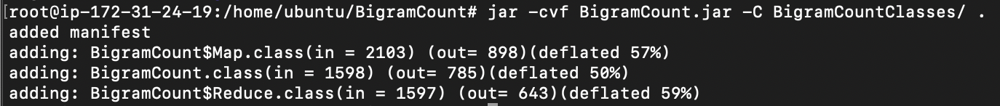 [root@ip-172-31-24-19:/home/ubuntu/BigramCount# jar -cvf BigramCount.jar -C BigramCountClasses/ .
added manifest
adding: BigramCount$Map.class(in = 2103) (out= 898)(deflated 57%)
adding: BigramCount.class(in = 1598) (out= 785)(deflated 50%)
adding: BigramCount$Reduce.class(in = 1597) (out= 643)(deflated 59%)